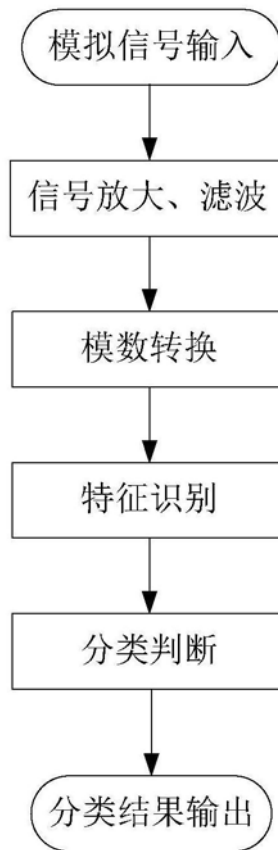 模拟信号输入
信号放大、滤波
模数转换
特征识别
分类判断
分类结果输出